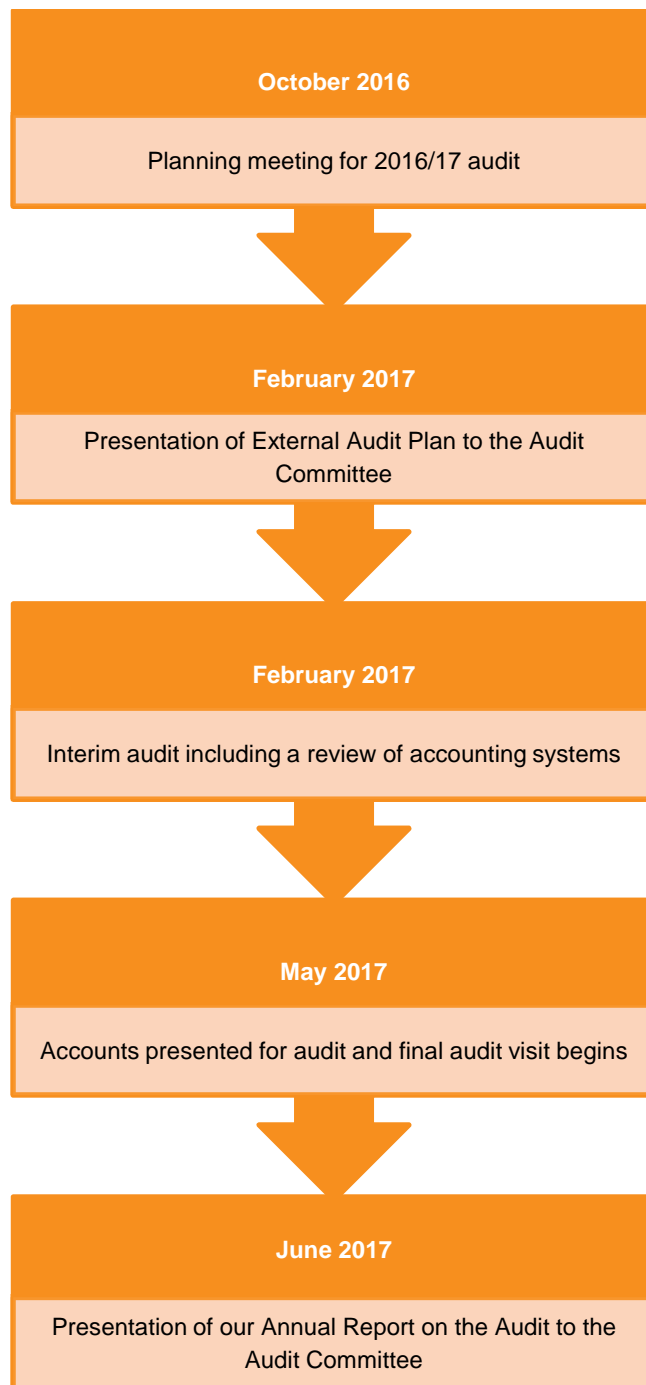 October 2016
Planning meeting for 2016/17 audit
February 2017
Presentation of External Audit Plan to the Audit
Committee
February 2017
Interim audit including a review of accounting systems
May 2017
Accounts presented for audit and final audit visit begins
June 2017
Presentation of our Annual Report on the Audit to the
Audit Committee